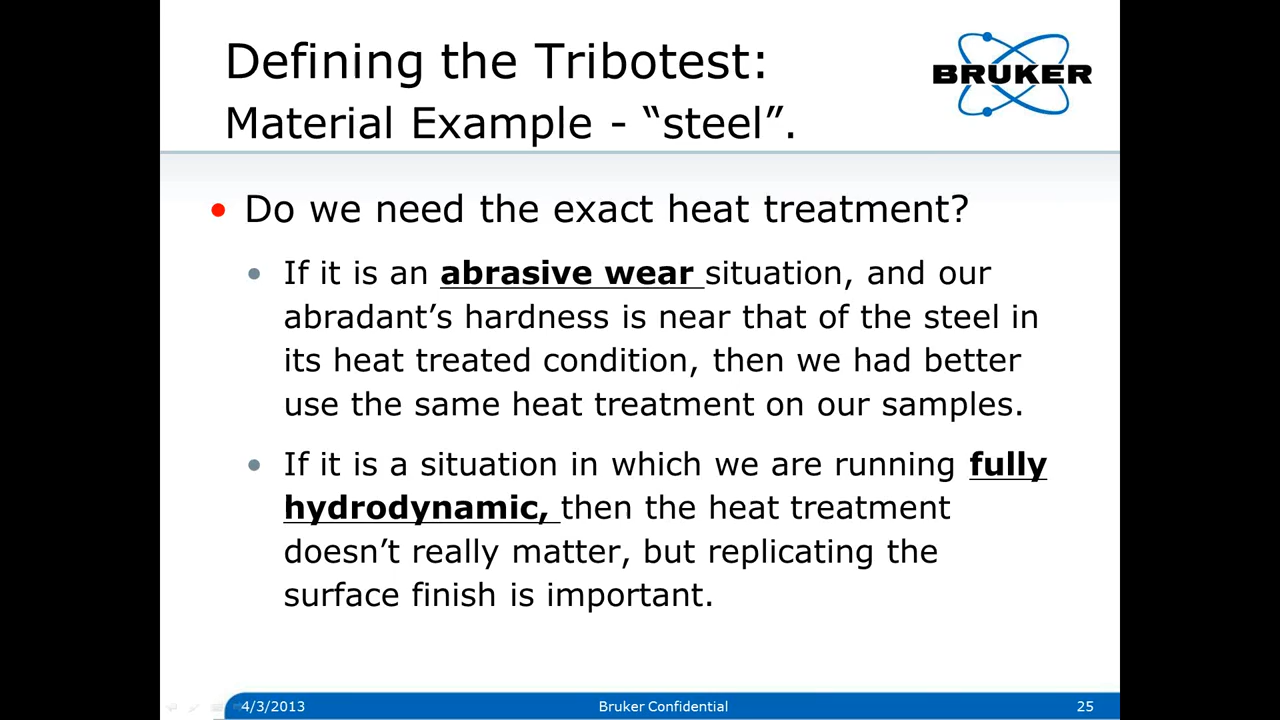 Defining the Tribotest:
Material Example - “steel”.
BRUKER
• Do we need the exact heat treatment?
• If it is an abrasive wear situation, and our
abradant’s hardness is near that of the steel in
its heat treated condition, then we had better
use the same heat treatment on our samples.
• If it is a situation in which we are running fully
hydrodynamic, then the heat treatment
doesn’t really matter, but replicating the
surface finish is important.
4/3/2013
Bruker Confidential
25